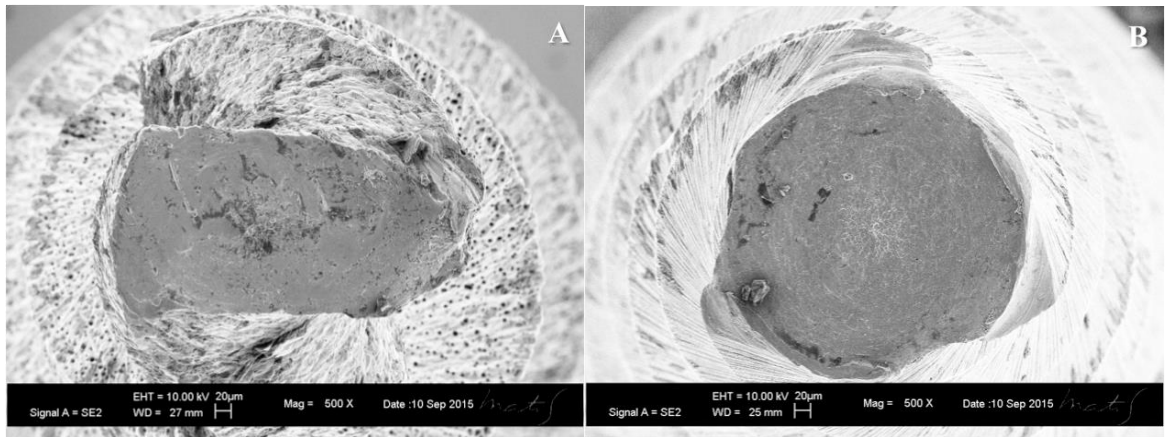 A
EHT = 10.00 kV 20µm
Signal A = SE2 WD = 27 mm Mag = 500 X Date :10 Sep 2015
B
EHT = 10.00 kV 20µm
Signal A = SE2 WD = 25 mm Mag = 500 X Date :10 Sep 2015